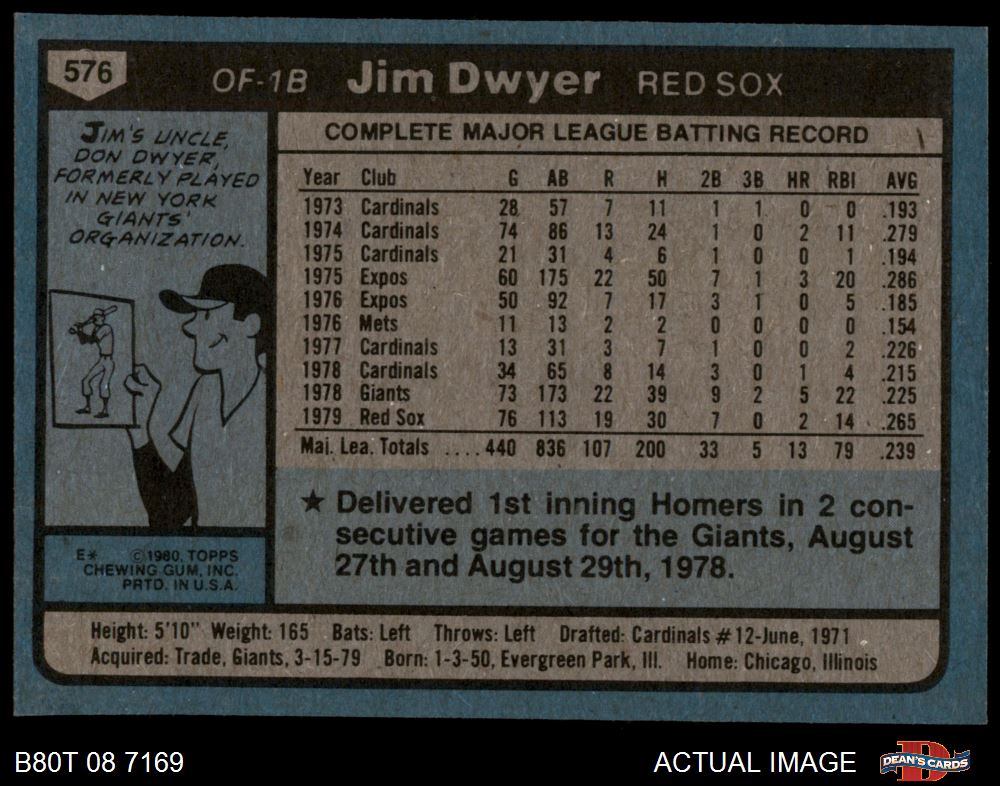 576
OF-1B Jim Dwyer RED SOX
JIM'S UNCLE,
DON DWYER,
FORMERLY PLAYED
IN NEW YORK
GIANTS'
ORGANIZATION.
COMPLETE MAJOR LEAGUE BATTING RECORD
Year Club G AB R H 2B 3B HR RBI AVG
1973 Cardinals 28 57 7 11 1 1 0 0 .193
1974 Cardinals 74 86 13 24 1 0 2 11 .279
1975 Cardinals 21 31 4 6 1 0 0 1 .194
1975 Expos 60 175 22 50 7 1 3 20 .286
1976 Expos 50 92 7 17 3 1 0 5 .185
1976 Mets 11 13 2 2 0 0 0 0 .154
1977 Cardinals 13 31 3 7 1 0 0 2 .226
1978 Cardinals 34 65 8 14 3 0 1 4 .215
1978 Giants 73 173 22 39 9 2 5 22 .225
1979 Red Sox 76 113 19 30 7 0 2 14 .265
Maj. Lea. Totals ....440 836 107 200 33 5 13 79 .239
★ Delivered 1st inning Homers in 2 con-
secutive games for the Giants, August
27th and August 29th, 1978.
E* © 1980, TOPPS
CHEWING GUM, INC.
PRTD. IN U.S.A.
Height: 5'10" Weight: 165 Bats: Left Throws: Left Drafted: Cardinals #12-June, 1971
Acquired: Trade, Giants, 3-15-79 Born: 1-3-50, Evergreen Park, Ill. Home: Chicago, Illinois
B80T 08 7169 ACTUAL IMAGE
D
DEAN'S CARDS